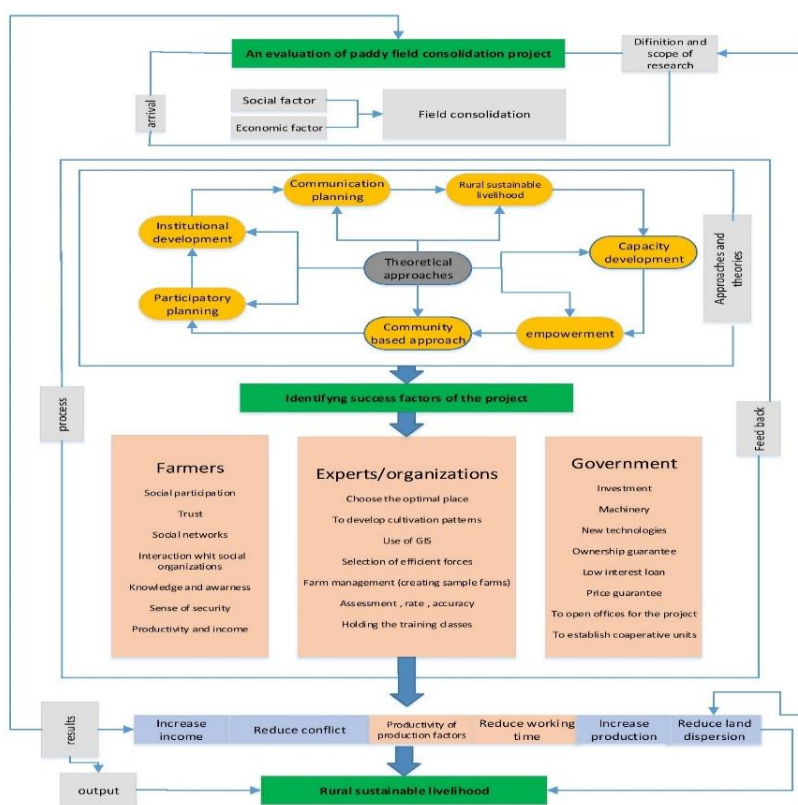 An evaluation of paddy field consolidation project
Difinition and
scope of
research
arrival
Social factor
Economic factor
Field consolidation
Communication
planning
Rural sustainable
livelihood
Institutional
development
Capacity
development
Theoretical
approaches
Approaches and
theories
Participatory
planning
Community
based approach
empowerment
process
Feed back
Identifyng success factors of the project
Farmers
Social participation
Trust
Social networks
Interaction whit social
organizations
Knowledge and awarness
Sense of security
Productivity and income
Experts/organizations
Choose the optimal place
To develop cultivation patterns
Use of GIS
Selection of efficient forces
Farm management (creating sample farms)
Assessment , rate , accuracy
Holding the training classes
Government
Investment
Machinery
New technologies
Ownership guarantee
Low interest loan
Price guarantee
To open offices for the project
To establish coaperative units
results
Increase
income
Reduce conflict
Productivity of
production factors
Reduce working
time
Increase
production
Reduce land
dispersion
output
Rural sustainable livelihood